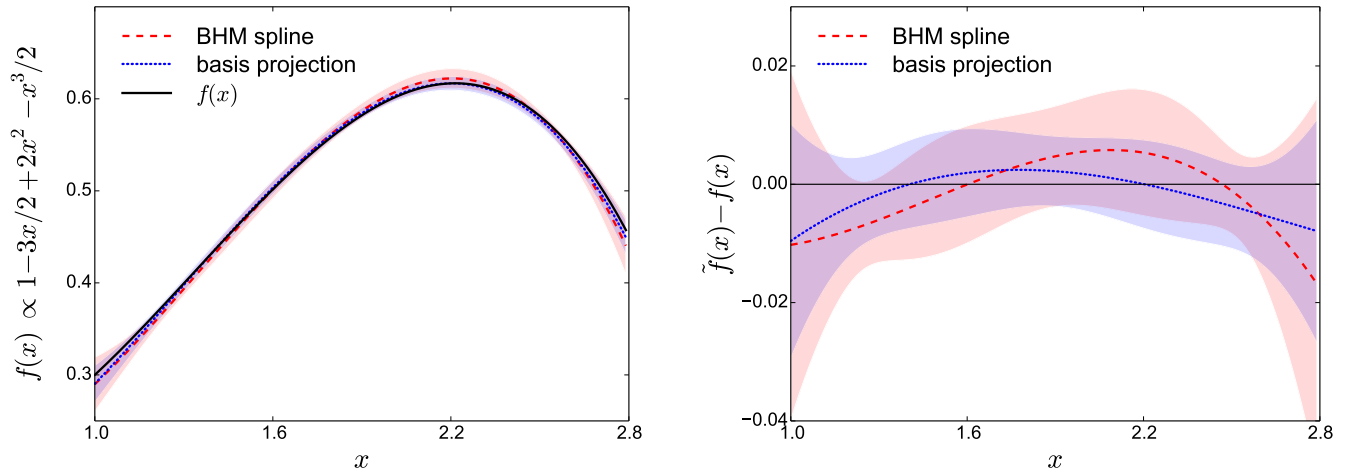 BHM spline
basis projection
f(x)
0.6
0.5
0.4
0.3
1.0
1.6
2.2
2.8
x
f(x) ∝ 1−3x/2+2x² −x³/2
BHM spline
basis projection
0.02
0.00
−0.02
−0.04
1.0
1.6
2.2
2.8
x
f̃(x)−f(x)